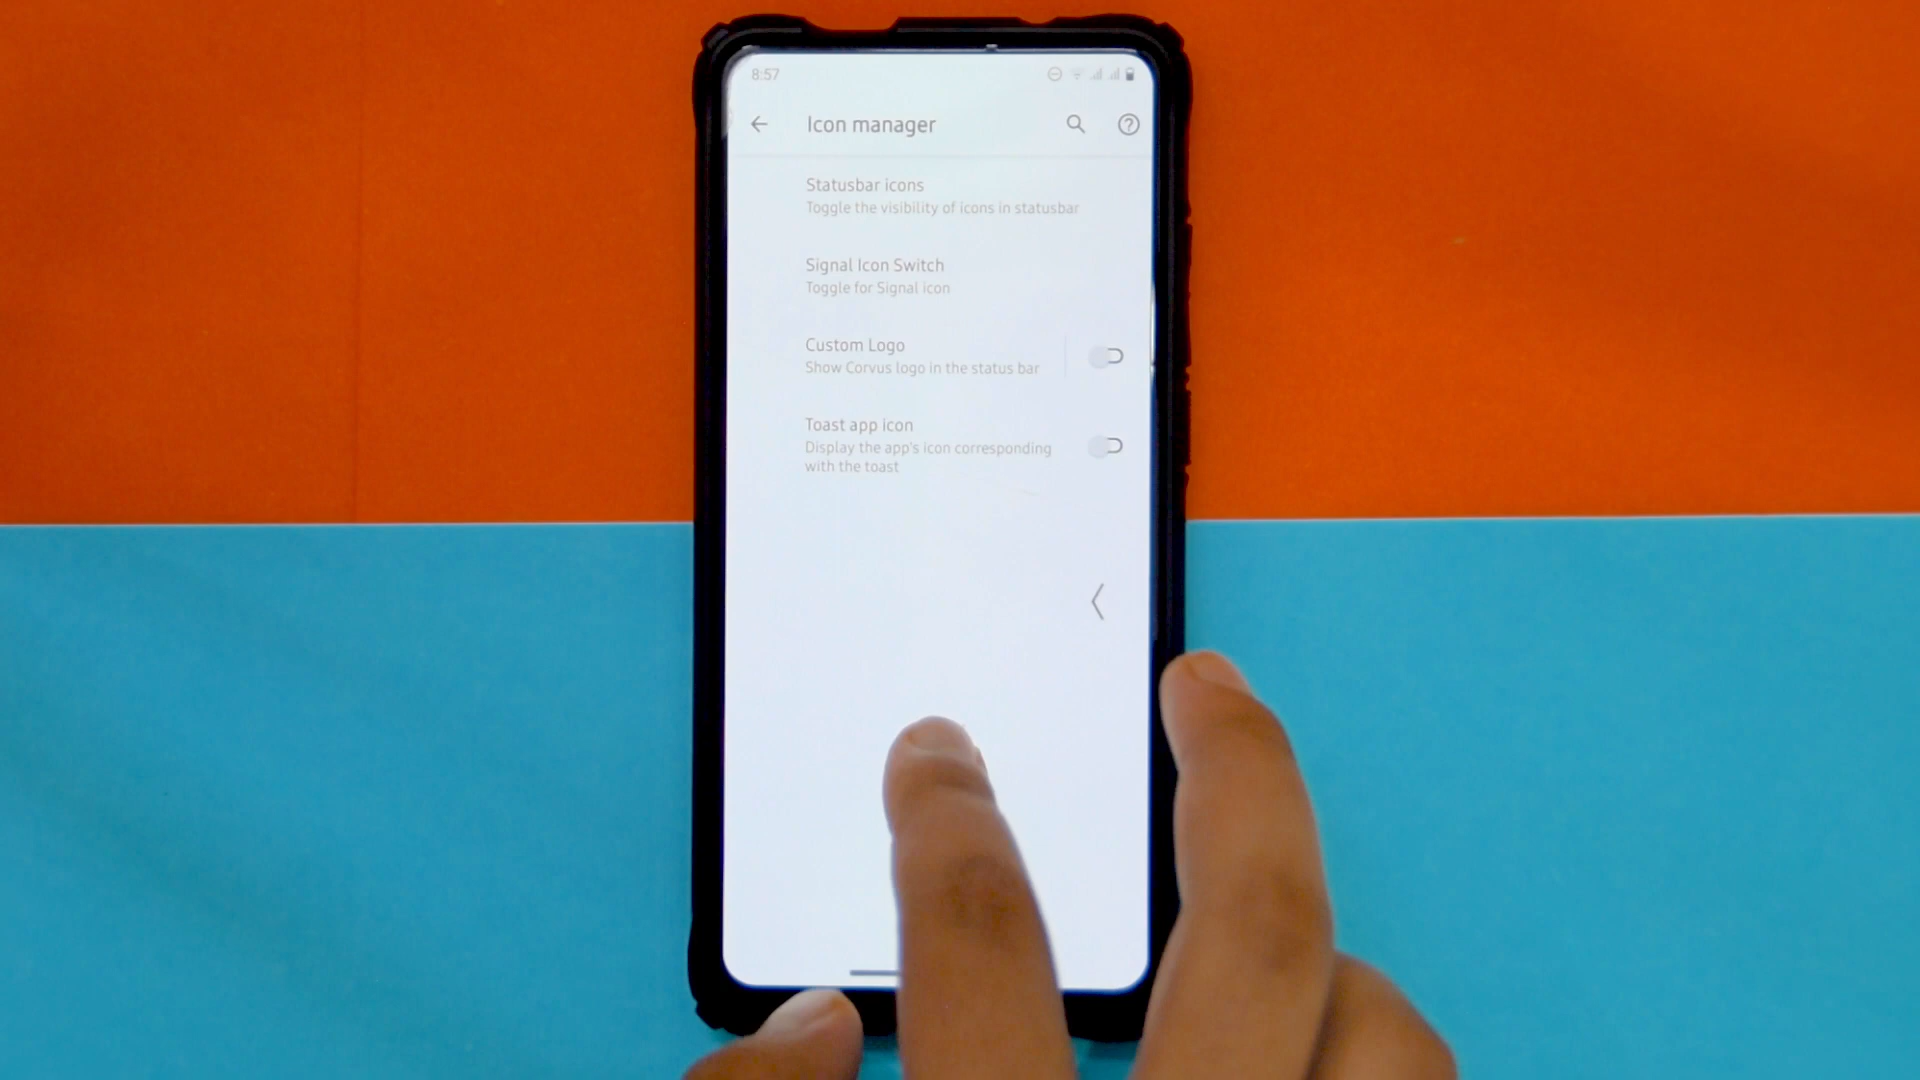 8:57
Icon manager
Statusbar icons
Toggle the visibility of icons in statusbar
Signal Icon Switch
Toggle for Signal icon
Custom Logo
Show Corvus logo in the status bar
Toast app icon
Display the app's icon corresponding
with the toast